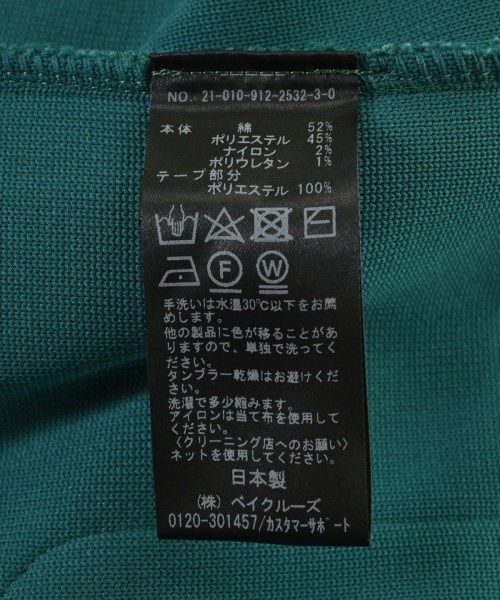 NO. 21-010-912-2532-3-0
本体 綿 52%
ポリエステル 45%
ナイロン 2%
ポリウレタン 1%
テープ部分
ポリエステル 100%
F W
手洗いは水温30℃以下をお薦
めします。
他の製品に色が移ることがあ
りますので、単独で洗ってく
ださい。
タンブラー乾燥はお避けくだ
さい。
洗濯で多少縮みます。
アイロンは当て布を使用して
ください。
〈クリーニング店へのお願い〉
ネットを使用してください。
日本製
(株) ベイクルーズ
0120-301457/カスタマーサポート